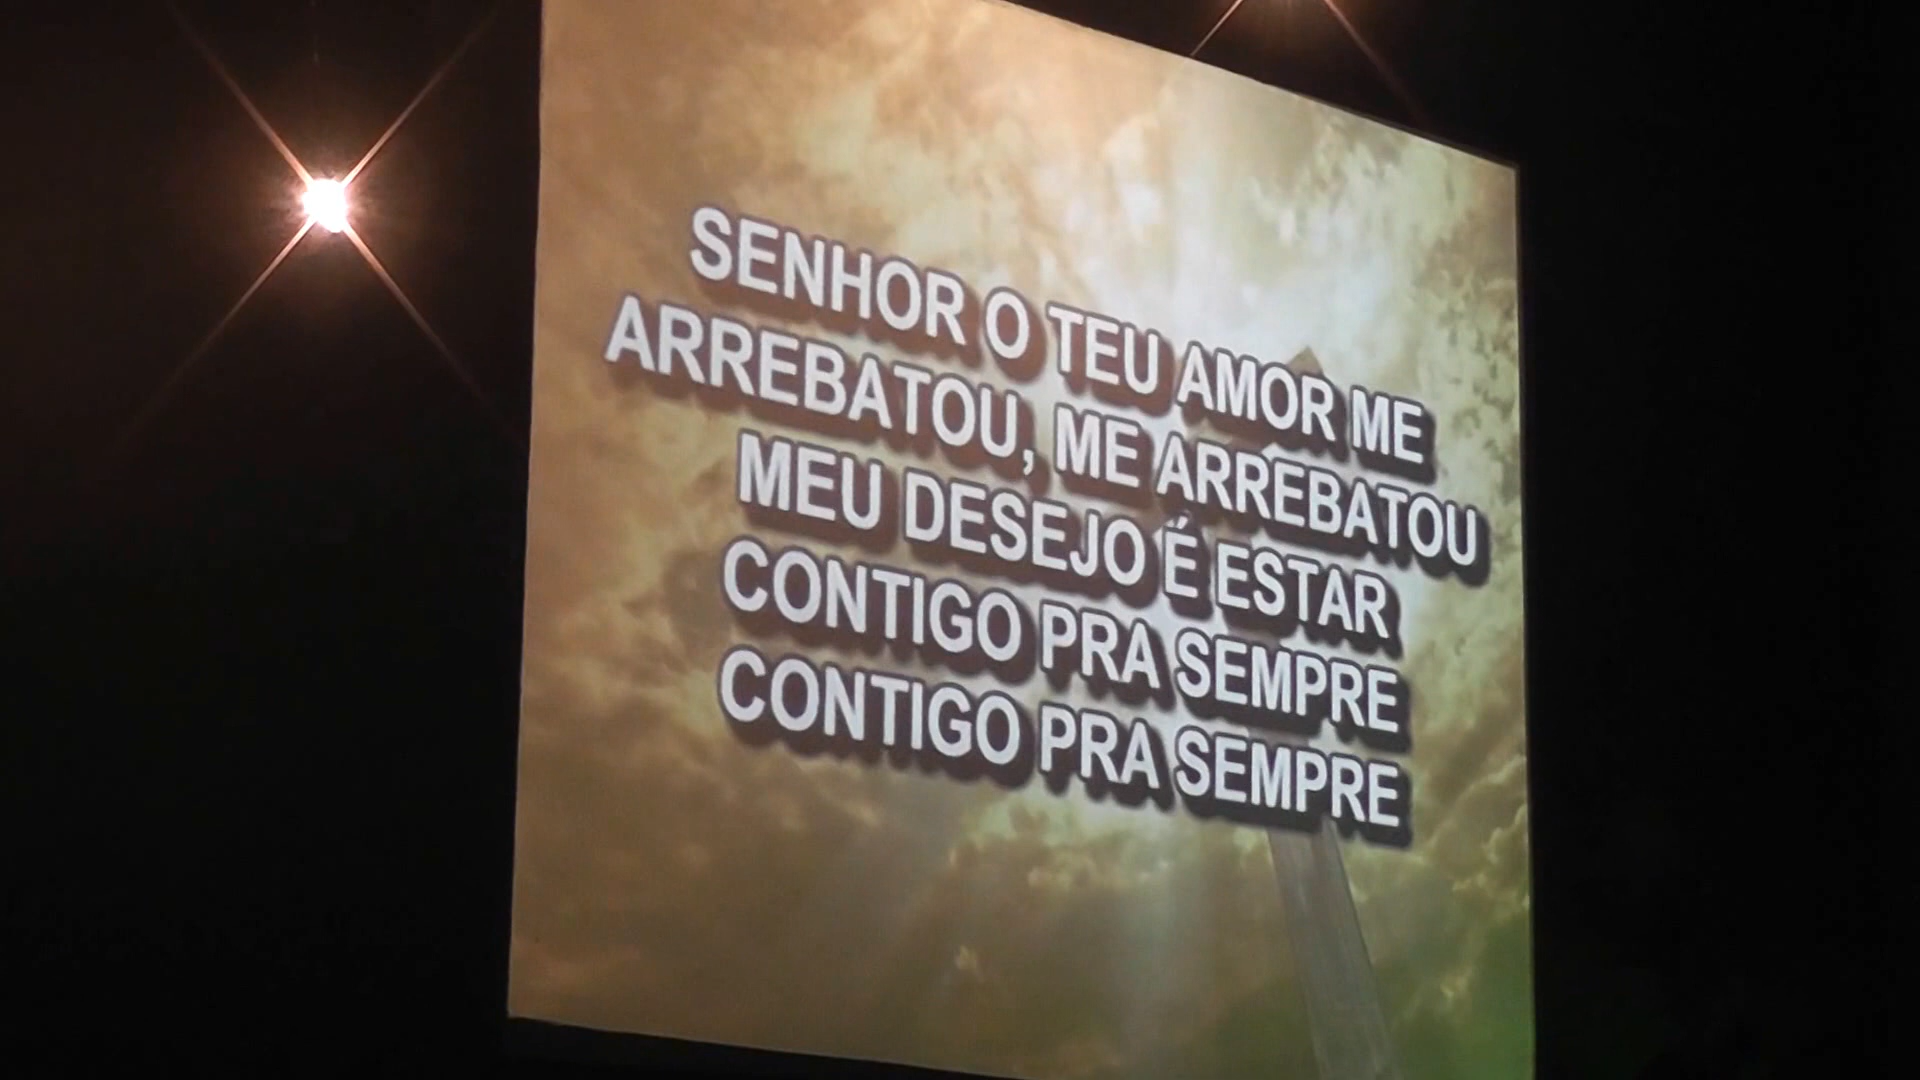 SENHOR O TEU AMOR ME
ARREBATOU, ME ARREBATOU
MEU DESEJO É ESTAR
CONTIGO PRA SEMPRE
CONTIGO PRA SEMPRE